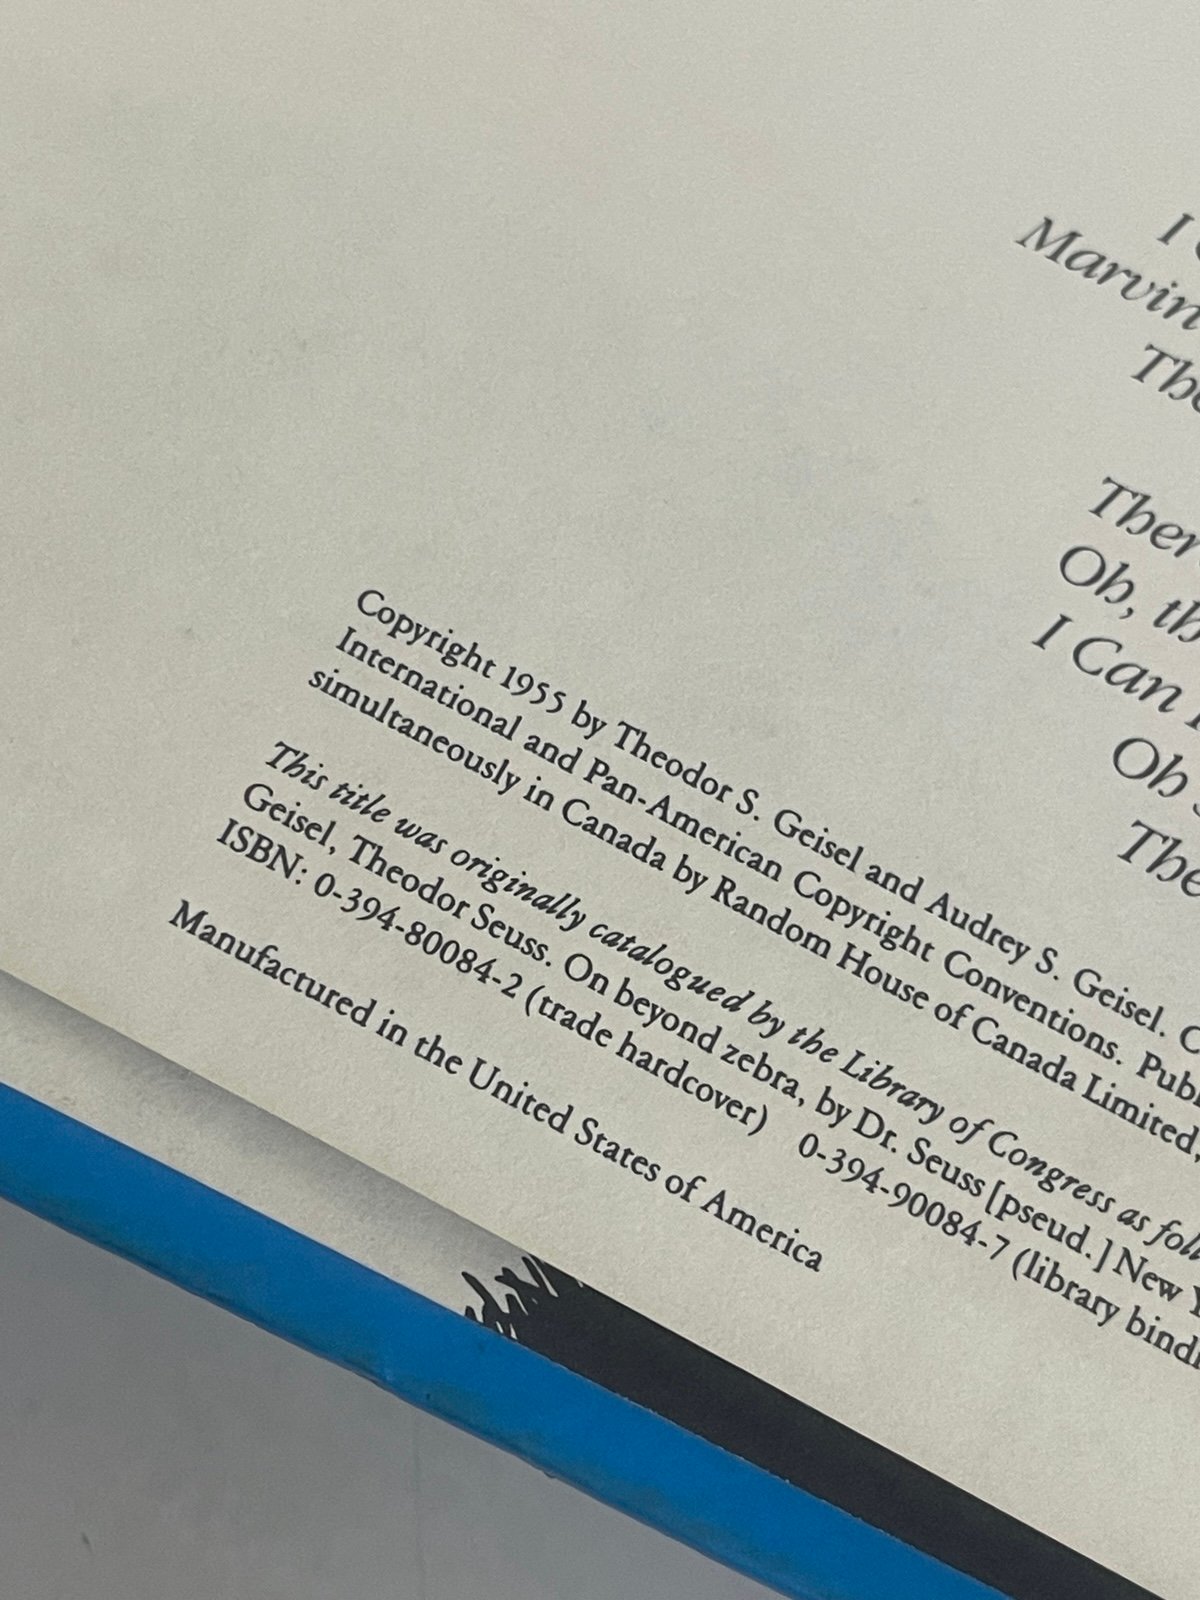 I
Marvin
The
Ther
Oh, th
I Can
Oh
The
Copyright 1955 by Theodor S. Geisel and Audrey S. Geisel. C
International and Pan-American Copyright Conventions. Publ
simultaneously in Canada by Random House of Canada Limited,
This title was originally catalogued by the Library of Congress as foll
Geisel, Theodor Seuss. On beyond zebra, by Dr. Seuss [pseud.] New Y
ISBN: 0-394-80084-2 (trade hardcover) 0-394-90084-7 (library bindi
Manufactured in the United States of America